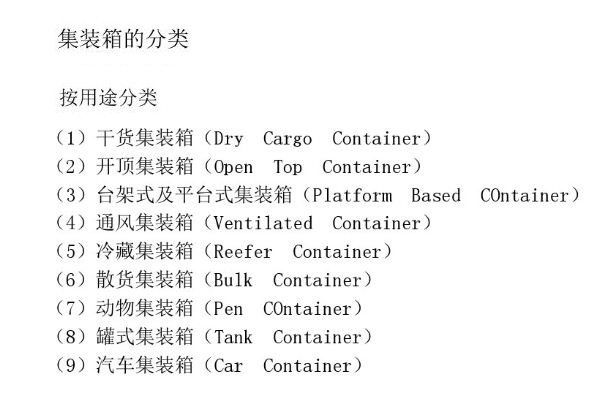 集装箱的分类
按用途分类
（1）干货集装箱（Dry Cargo Container）
（2）开顶集装箱（Open Top Container）
（3）台架式及平台式集装箱（Platform Based COntainer）
（4）通风集装箱（Ventilated Container）
（5）冷藏集装箱（Reefer Container）
（6）散货集装箱（Bulk Container）
（7）动物集装箱（Pen COntainer）
（8）罐式集装箱（Tank Container）
（9）汽车集装箱（Car Container）